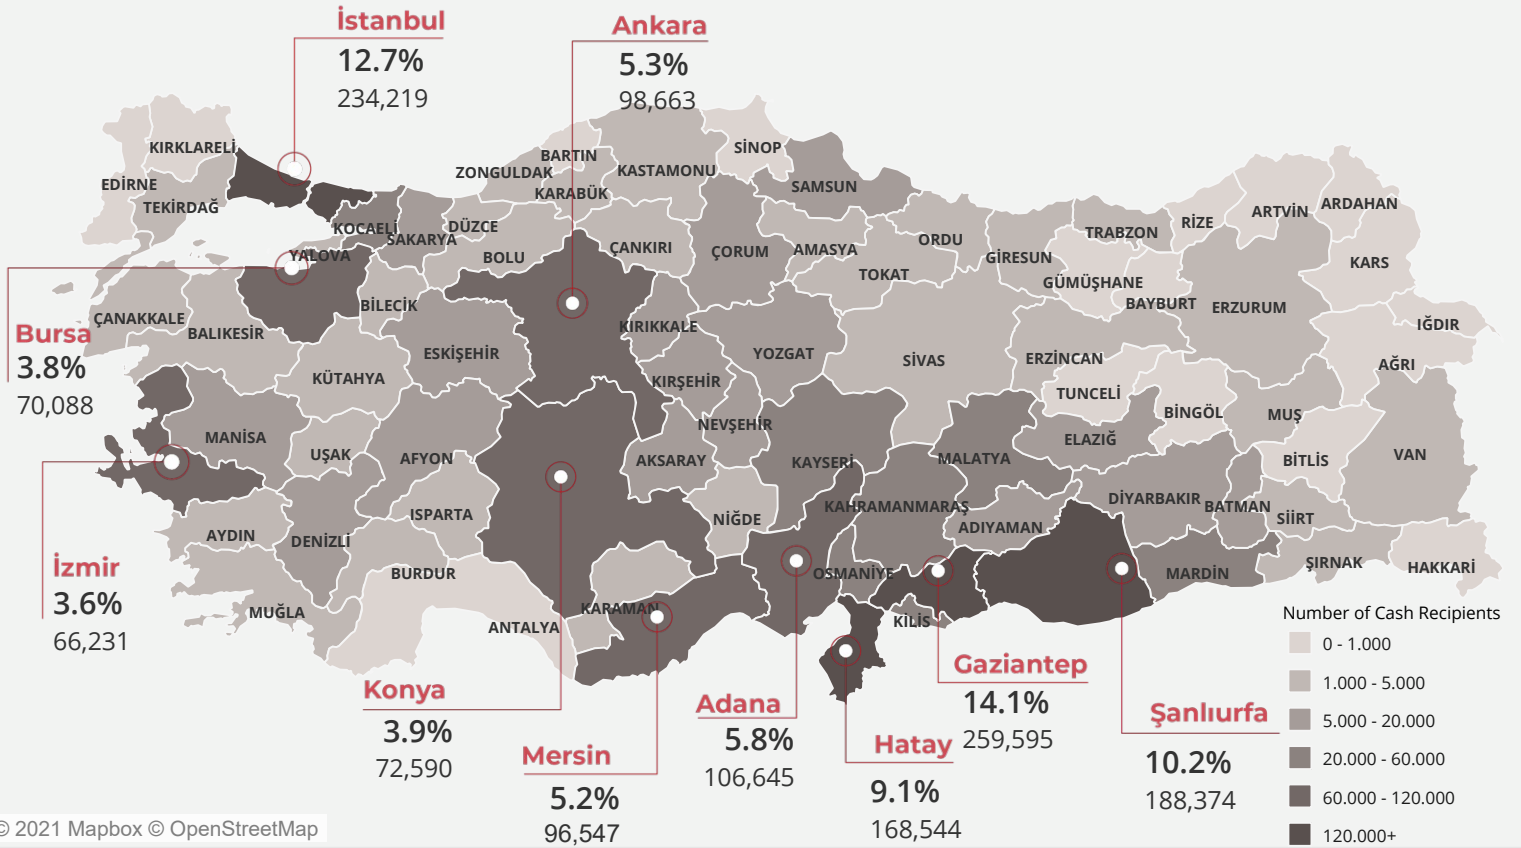 İstanbul
12.7%
234,219
Ankara
5.3%
98,663
KIRKLARELİ
EDİRNE
TEKİRDAĞ
BARTIN
ZONGULDAK
KARABÜK
KASTAMONU
SİNOP
SAMSUN
KOCAELİ
SAKARYA
DÜZCE
YALOVA
BOLU
ÇANKIRI
ÇORUM
AMASYA
TOKAT
ORDU
GİRESUN
TRABZON
RİZE
ARTVİN
ARDAHAN
KARS
GÜMÜŞHANE
BAYBURT
ERZURUM
IĞDIR
AĞRI
ÇANAKKALE
BALIKESİR
BİLECİK
ESKİŞEHİR
KÜTAHYA
KIRIKKALE
KIRŞEHİR
YOZGAT
SİVAS
ERZİNCAN
TUNCELİ
BİNGÖL
MUŞ
BİTLİS
VAN
Bursa
3.8%
70,088
MANİSA
UŞAK
AFYON
NEVŞEHİR
AKSARAY
KAYSERİ
MALATYA
ELAZIĞ
DİYARBAKIR
BATMAN
SİİRT
ŞIRNAK
HAKKARİ
AYDIN
DENİZLİ
ISPARTA
BURDUR
MUĞLA
ANTALYA
KARAMAN
NİĞDE
KAHRAMANMARAŞ
ADIYAMAN
OSMANİYE
KİLİS
MARDİN
İzmir
3.6%
66,231
Konya
3.9%
72,590
Mersin
5.2%
96,547
Adana
5.8%
106,645
Hatay
9.1%
168,544
Gaziantep
14.1%
259,595
Şanlıurfa
10.2%
188,374
Number of Cash Recipients
0 - 1.000
1.000 - 5.000
5.000 - 20.000
20.000 - 60.000
60.000 - 120.000
120.000+
© 2021 Mapbox © OpenStreetMap